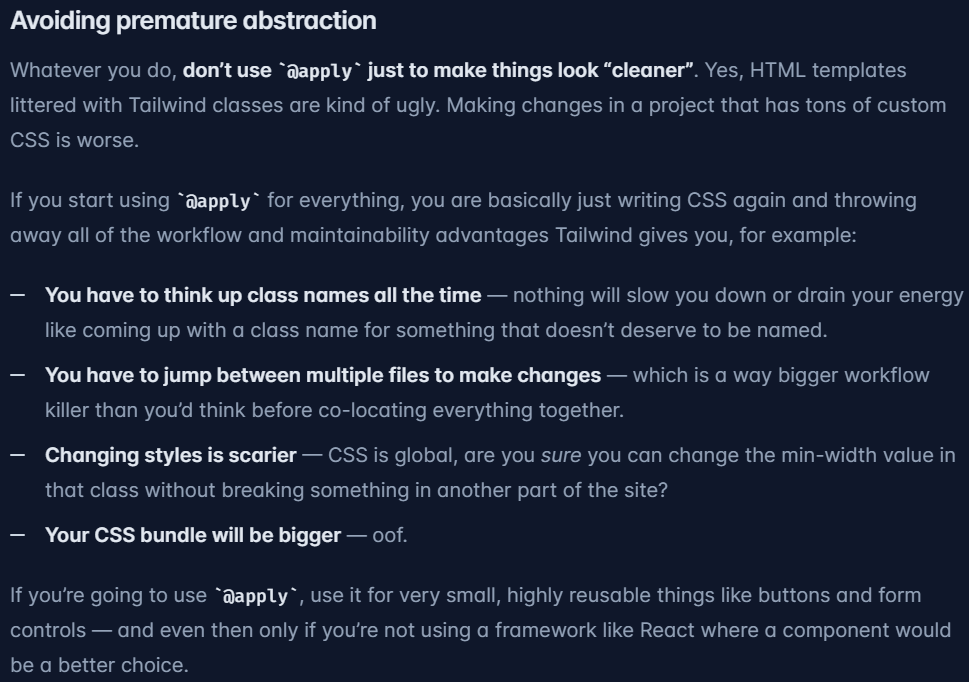 Avoiding premature abstraction
Whatever you do, don’t use `@apply` just to make things look “cleaner”. Yes, HTML templates
littered with Tailwind classes are kind of ugly. Making changes in a project that has tons of custom
CSS is worse.
If you start using `@apply` for everything, you are basically just writing CSS again and throwing
away all of the workflow and maintainability advantages Tailwind gives you, for example:
— You have to think up class names all the time — nothing will slow you down or drain your energy
like coming up with a class name for something that doesn’t deserve to be named.
— You have to jump between multiple files to make changes — which is a way bigger workflow
killer than you’d think before co-locating everything together.
— Changing styles is scarier — CSS is global, are you sure you can change the min-width value in
that class without breaking something in another part of the site?
— Your CSS bundle will be bigger — oof.
If you’re going to use `@apply`, use it for very small, highly reusable things like buttons and form
controls — and even then only if you’re not using a framework like React where a component would
be a better choice.